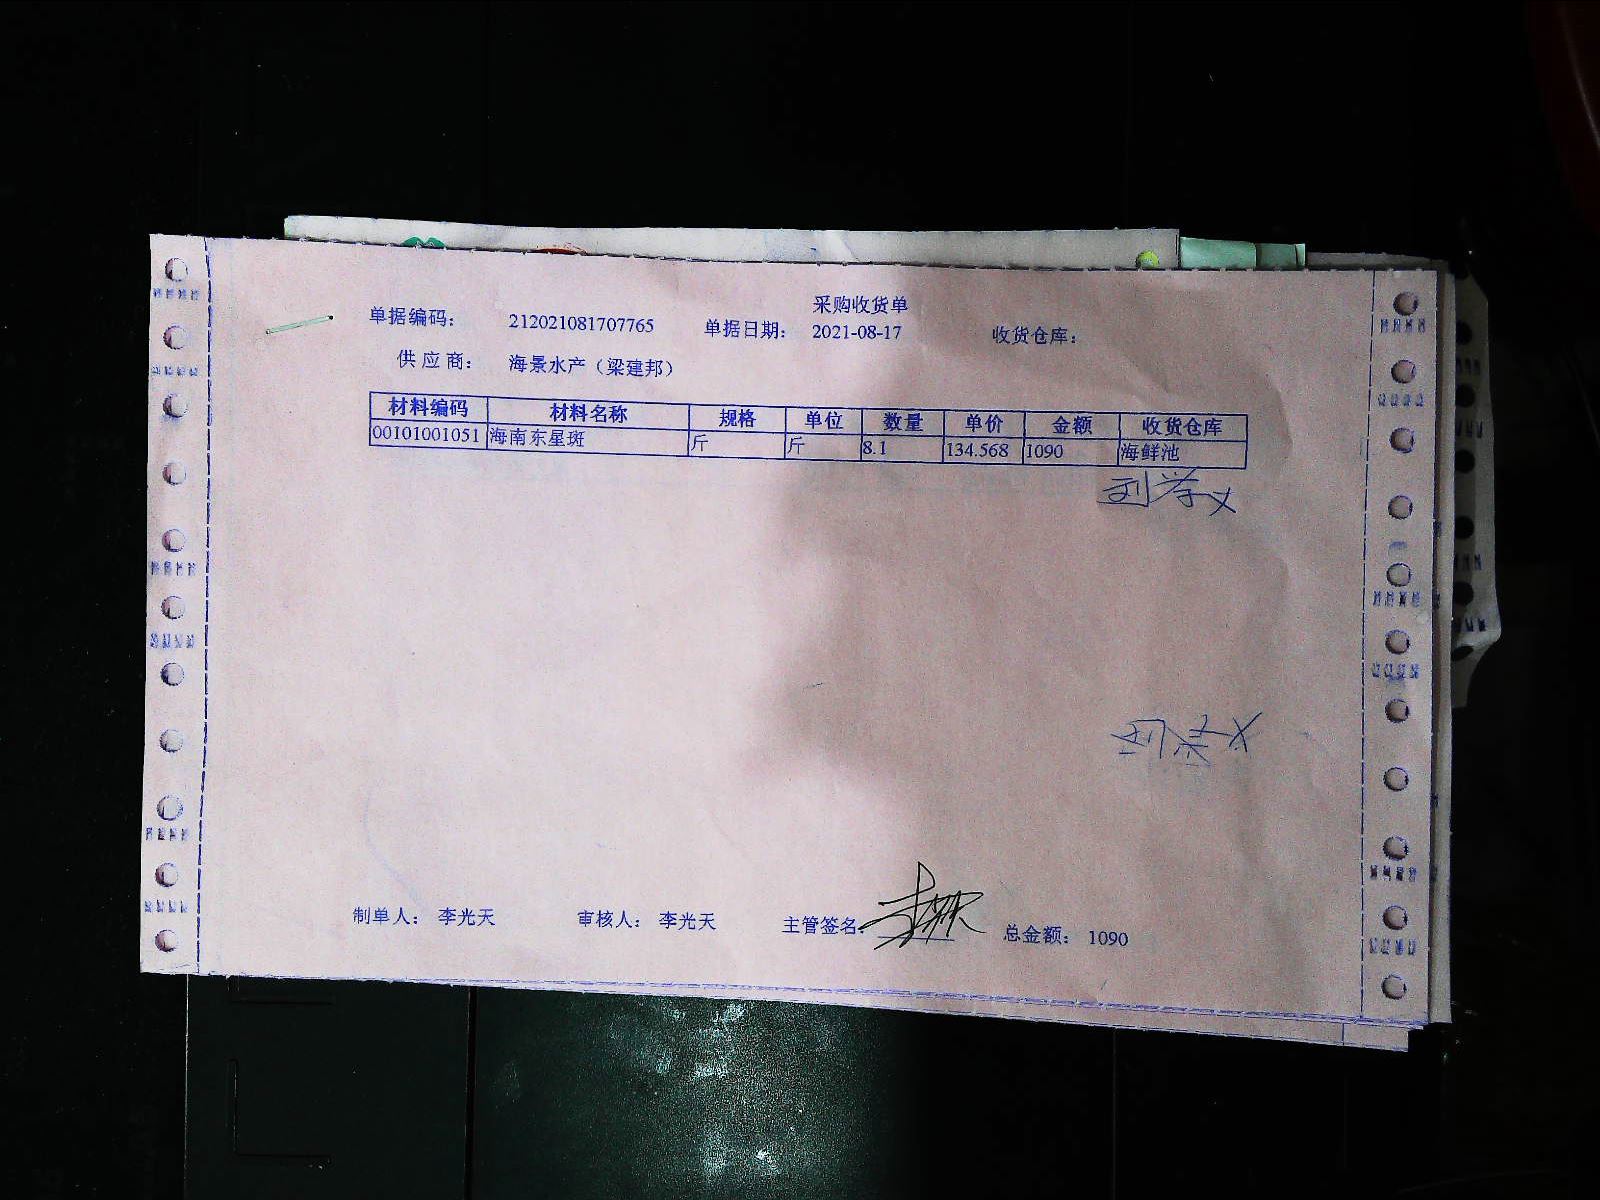 采购收货单
单据编码： 212021081707765 单据日期： 2021-08-17 收货仓库：
供 应 商： 海景水产（梁建邦）
材料编码 材料名称 规格 单位 数量 单价 金额 收货仓库
00101001051 海南东星斑 斤 斤 8.1 134.568 1090 海鲜池
制单人： 李光天 审核人： 李光天 主管签名： 总金额： 1090